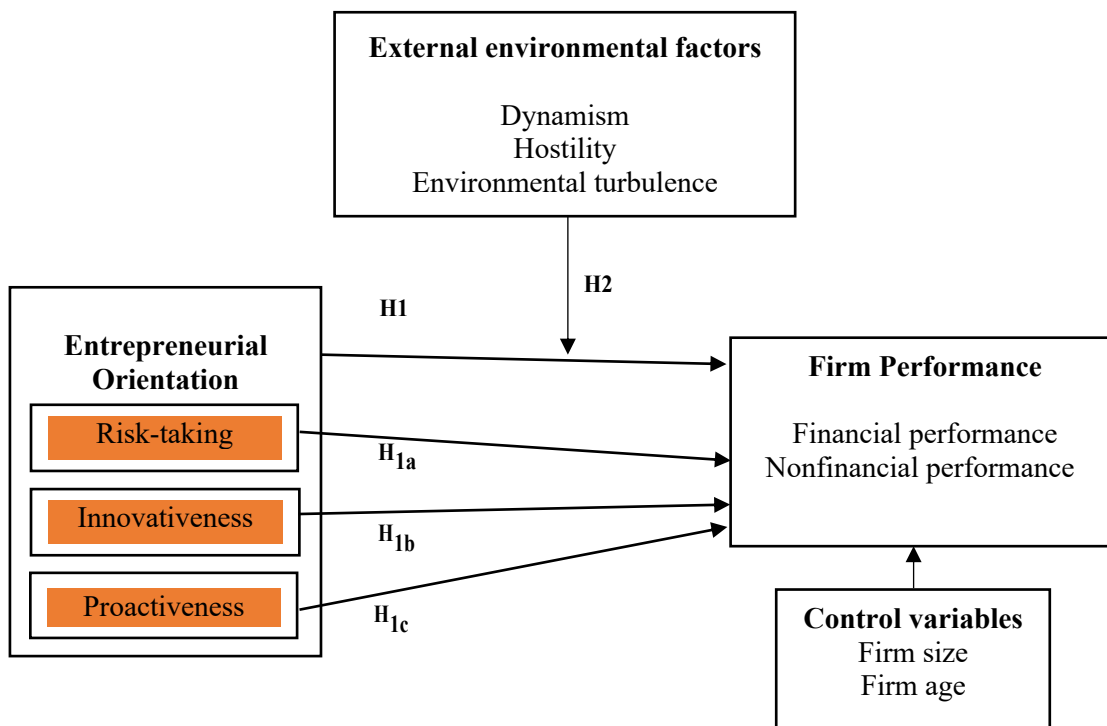 External environmental factors
Dynamism
Hostility
Environmental turbulence
H2
H1
Entrepreneurial
Orientation
Risk-taking
Innovativeness
Proactiveness
H1a
H1b
H1c
Firm Performance
Financial performance
Nonfinancial performance
Control variables
Firm size
Firm age